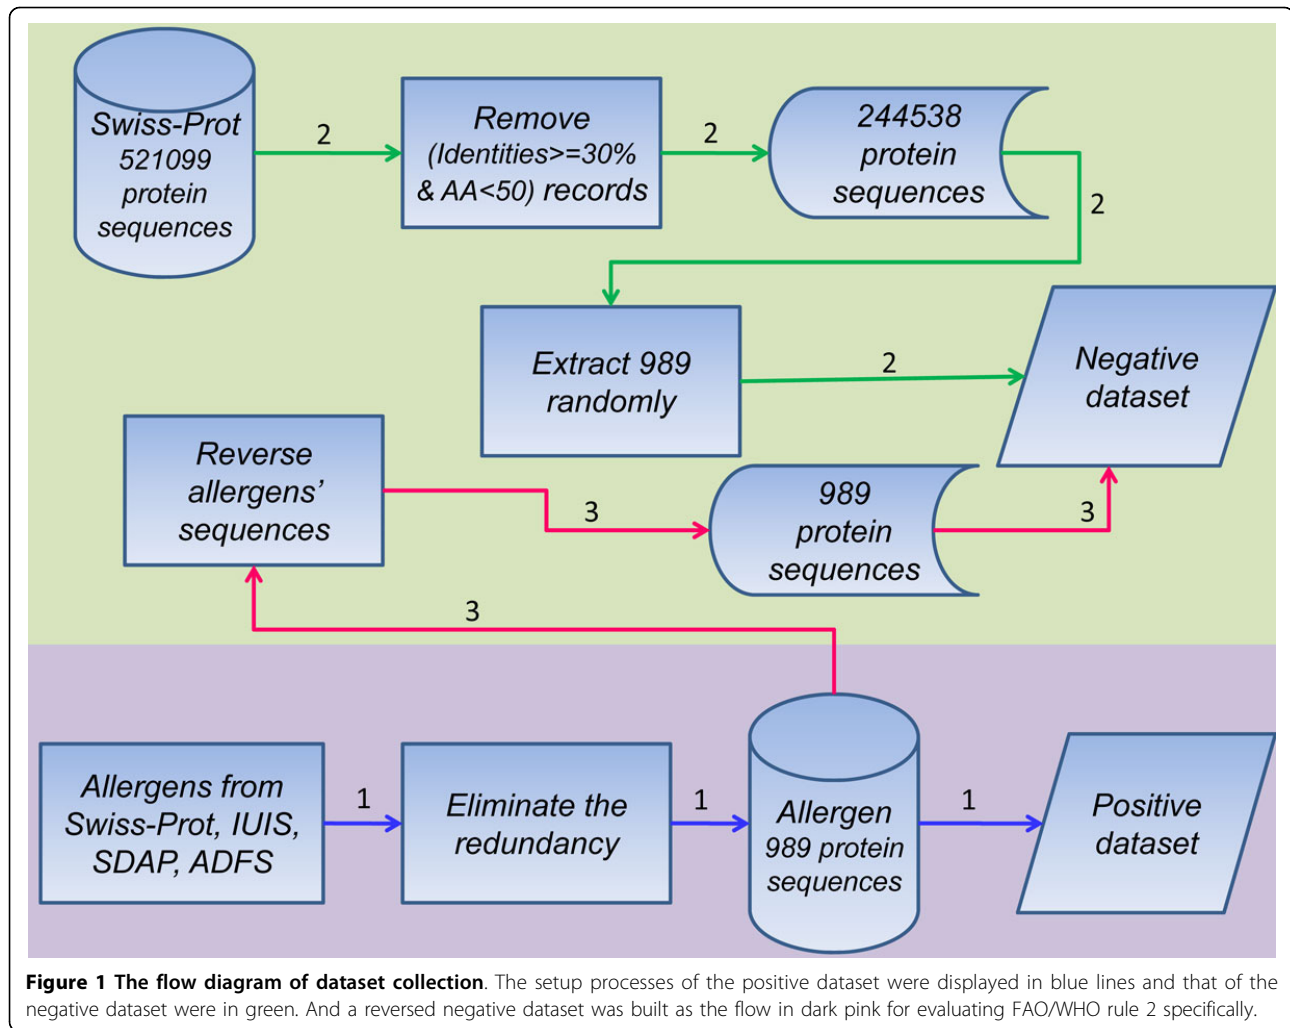 Swiss-Prot
521099
protein
sequences
2
Remove
(Identities>=30%
& AA<50) records
2
244538
protein
sequences
2
Extract 989
randomly
2
Negative
dataset
Reverse
allergens’
sequences
3
989
protein
sequences
3
3
Allergens from
Swiss-Prot, IUIS,
SDAP, ADFS
1
Eliminate the
redundancy
1
Allergen
989 protein
sequences
1
Positive
dataset
Figure 1 The flow diagram of dataset collection. The setup processes of the positive dataset were displayed in blue lines and that of the
negative dataset were in green. And a reversed negative dataset was built as the flow in dark pink for evaluating FAO/WHO rule 2 specifically.